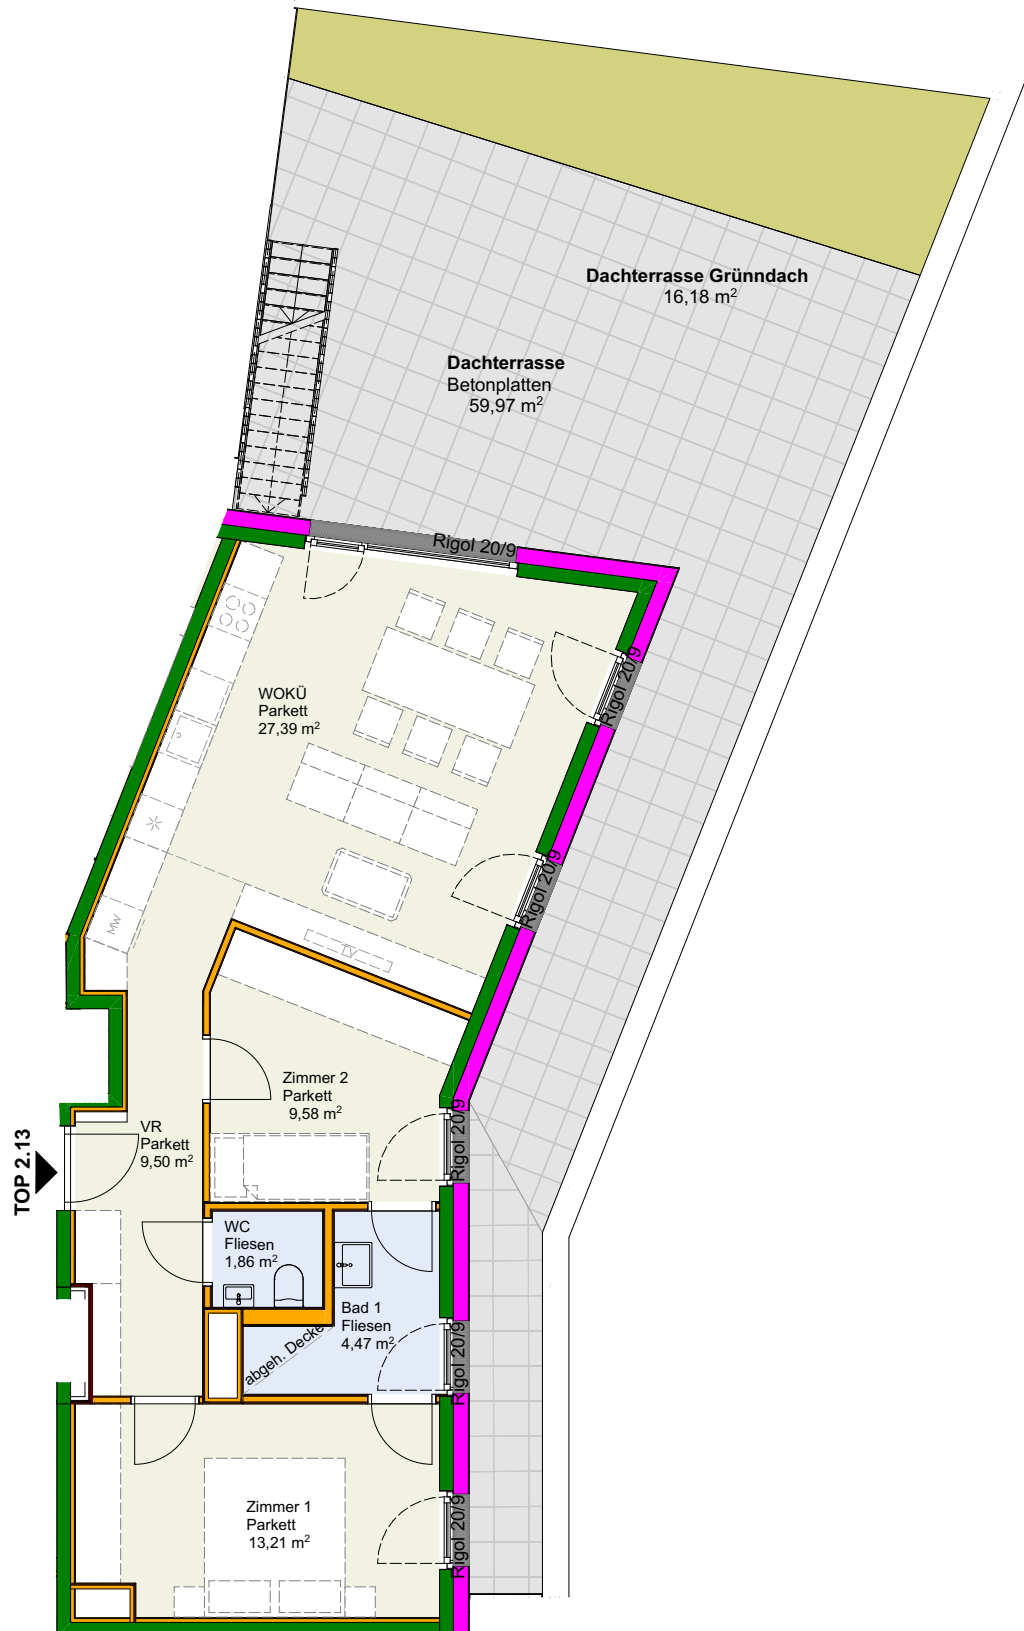 Dachterrasse Gründach
16,18 m²
Dachterrasse
Betonplatten
59,97 m²
Rigol 20/9
Rigol 20/9
WOKÜ
Parkett
27,39 m²
Rigol 20/9
MW
TV
Zimmer 2
Parkett
9,58 m²
Rigol 20/9
VR
Parkett
9,50 m²
TOP 2.13
WC
Fliesen
1,86 m²
Bad 1
Fliesen
4,47 m²
abgeh. Decke
Rigol 20/9
Zimmer 1
Parkett
13,21 m²
Rigol 20/9